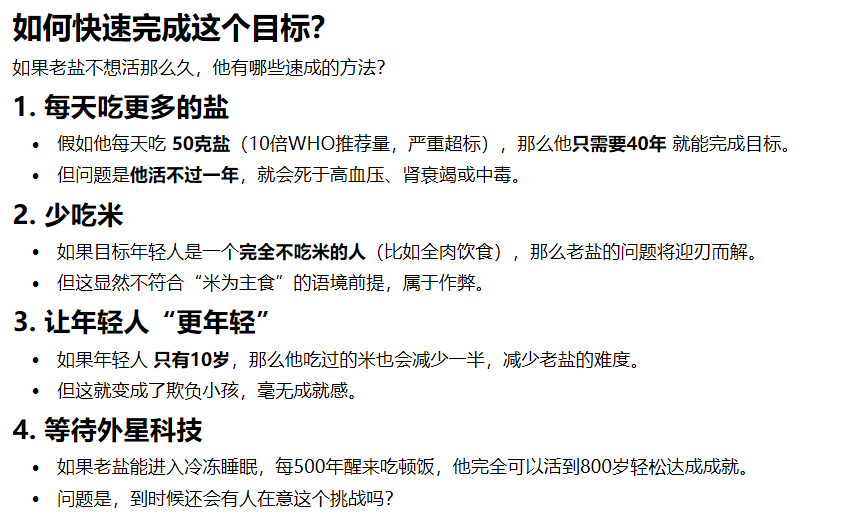 如何快速完成这个目标？
如果老盐不想活那么久，他有哪些速成的方法？
1. 每天吃更多的盐
• 假如他每天吃 50克盐（10倍WHO推荐量，严重超标），那么他只需要40年 就能完成目标。
• 但问题是他活不过一年，就会死于高血压、肾衰竭或中毒。
2. 少吃米
• 如果目标年轻人是一个完全不吃米的人（比如全肉饮食），那么老盐的问题将迎刃而解。
• 但这显然不符合“米为主食”的语境前提，属于作弊。
3. 让年轻人“更年轻”
• 如果年轻人 只有10岁，那么他吃过的米也会减少一半，减少老盐的难度。
• 但这就变成了欺负小孩，毫无成就感。
4. 等待外星科技
• 如果老盐能进入冷冻睡眠，每500年醒来吃顿饭，他完全可以活到800岁轻松达成成就。
• 问题是，到时候还会有人在意这个挑战吗？